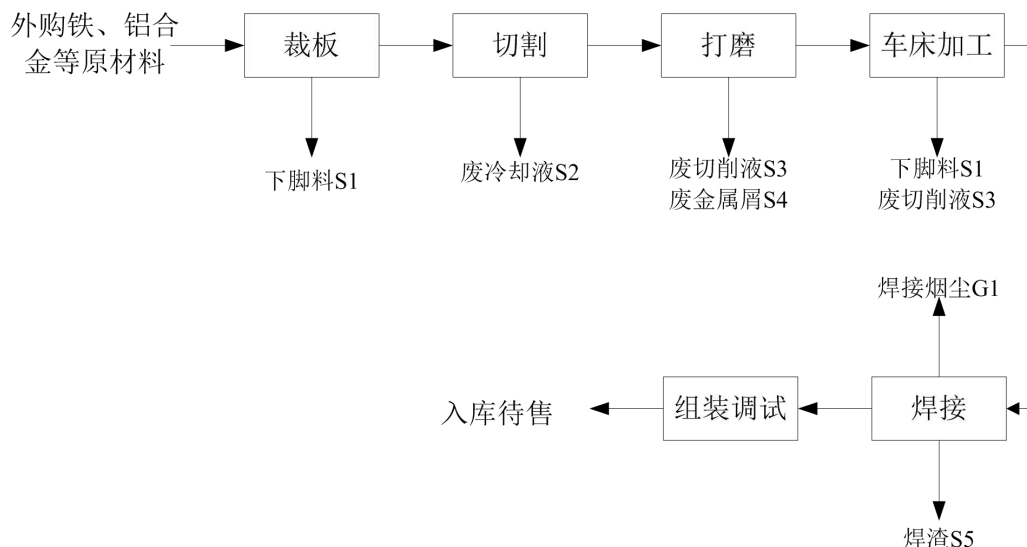 外购铁、铝合
金等原材料
裁板
切割
打磨
车床加工
下脚料S1
废冷却液S2
废切削液S3
废金属屑S4
下脚料S1
废切削液S3
焊接烟尘G1
入库待售
组装调试
焊接
焊渣S5